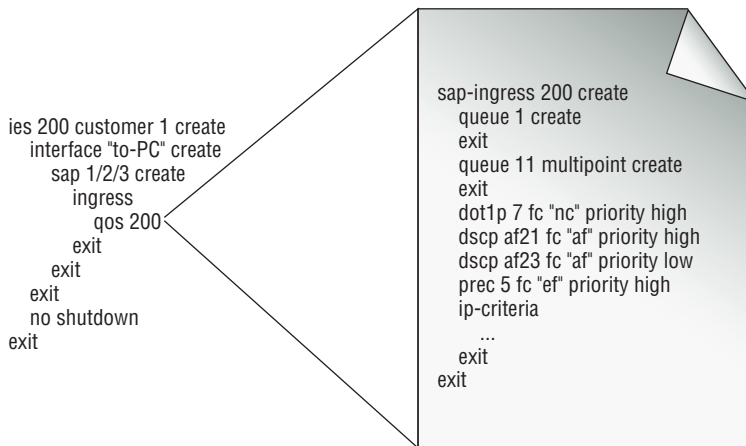 ies 200 customer 1 create
interface "to-PC" create
sap 1/2/3 create
ingress
qos 200
exit
exit
exit
no shutdown
exit
sap-ingress 200 create
queue 1 create
exit
queue 11 multipoint create
exit
dot1p 7 fc "nc" priority high
dscp af21 fc "af" priority high
dscp af23 fc "af" priority low
prec 5 fc "ef" priority high
ip-criteria
...
exit
exit